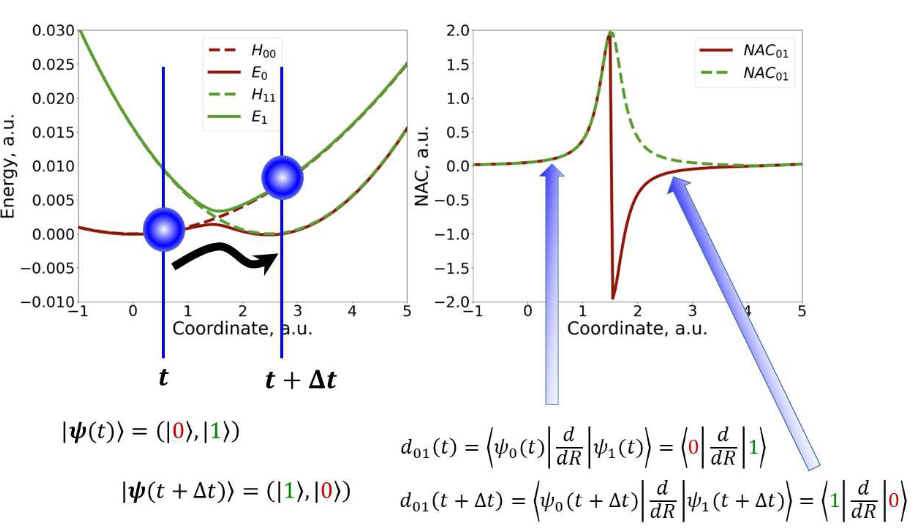 0.030
0.025
0.020
0.015
0.010
0.005
0.000
−0.005
−0.010
Energy, a.u.
H₀₀
E₀
H₁₁
E₁
−1 0 1 2 3 4 5
Coordinate, a.u.
2.0
1.5
1.0
0.5
0.0
−0.5
−1.0
−1.5
−2.0
NAC, a.u.
NAC₀₁
NAC₀₁
−1 0 1 2 3 4 5
Coordinate, a.u.
t
t + Δt
|ψ(t)⟩ = (|0⟩,|1⟩)
|ψ(t + Δt)⟩ = (|1⟩,|0⟩)
d₀₁(t) = ⟨ψ₀(t)|d/dR|ψ₁(t)⟩ = ⟨0|d/dR|1⟩
d₀₁(t + Δt) = ⟨ψ₀(t + Δt)|d/dR|ψ₁(t + Δt)⟩ = ⟨1|d/dR|0⟩